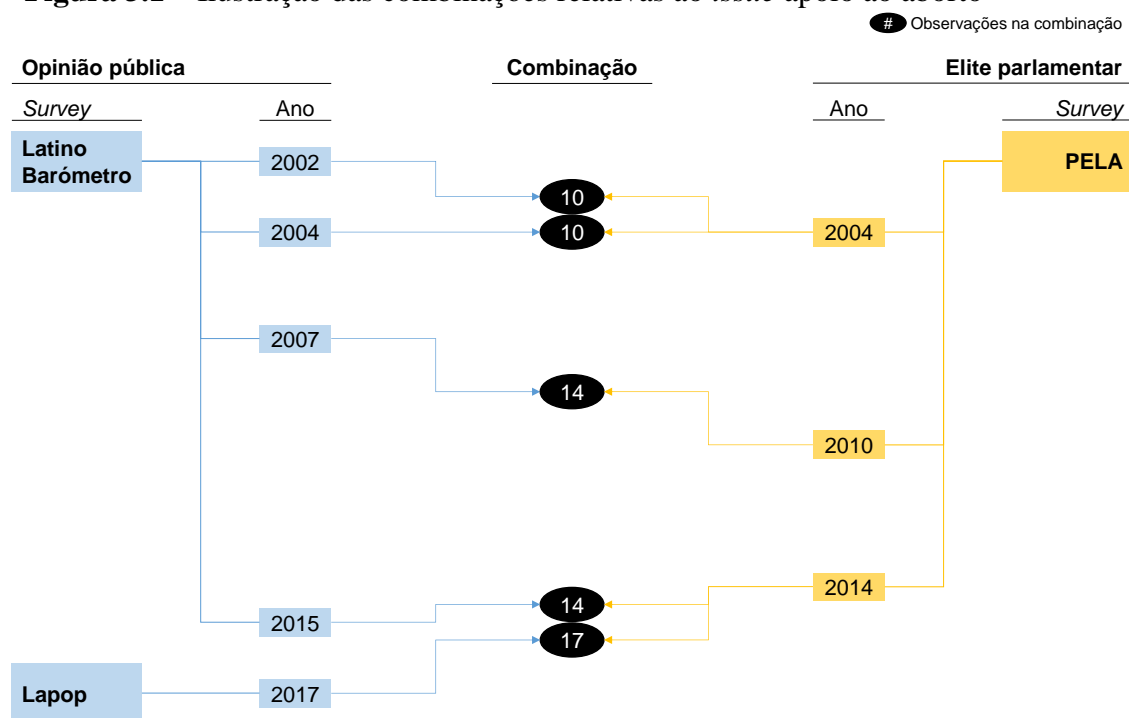 # Observações na combinação
Opinião pública
Combinação
Elite parlamentar
Survey
Ano
Ano
Survey
Latino
Barómetro
2002
10
PELA
2004
10
2004
2007
14
2010
2014
14
2015
17
Lapop
2017